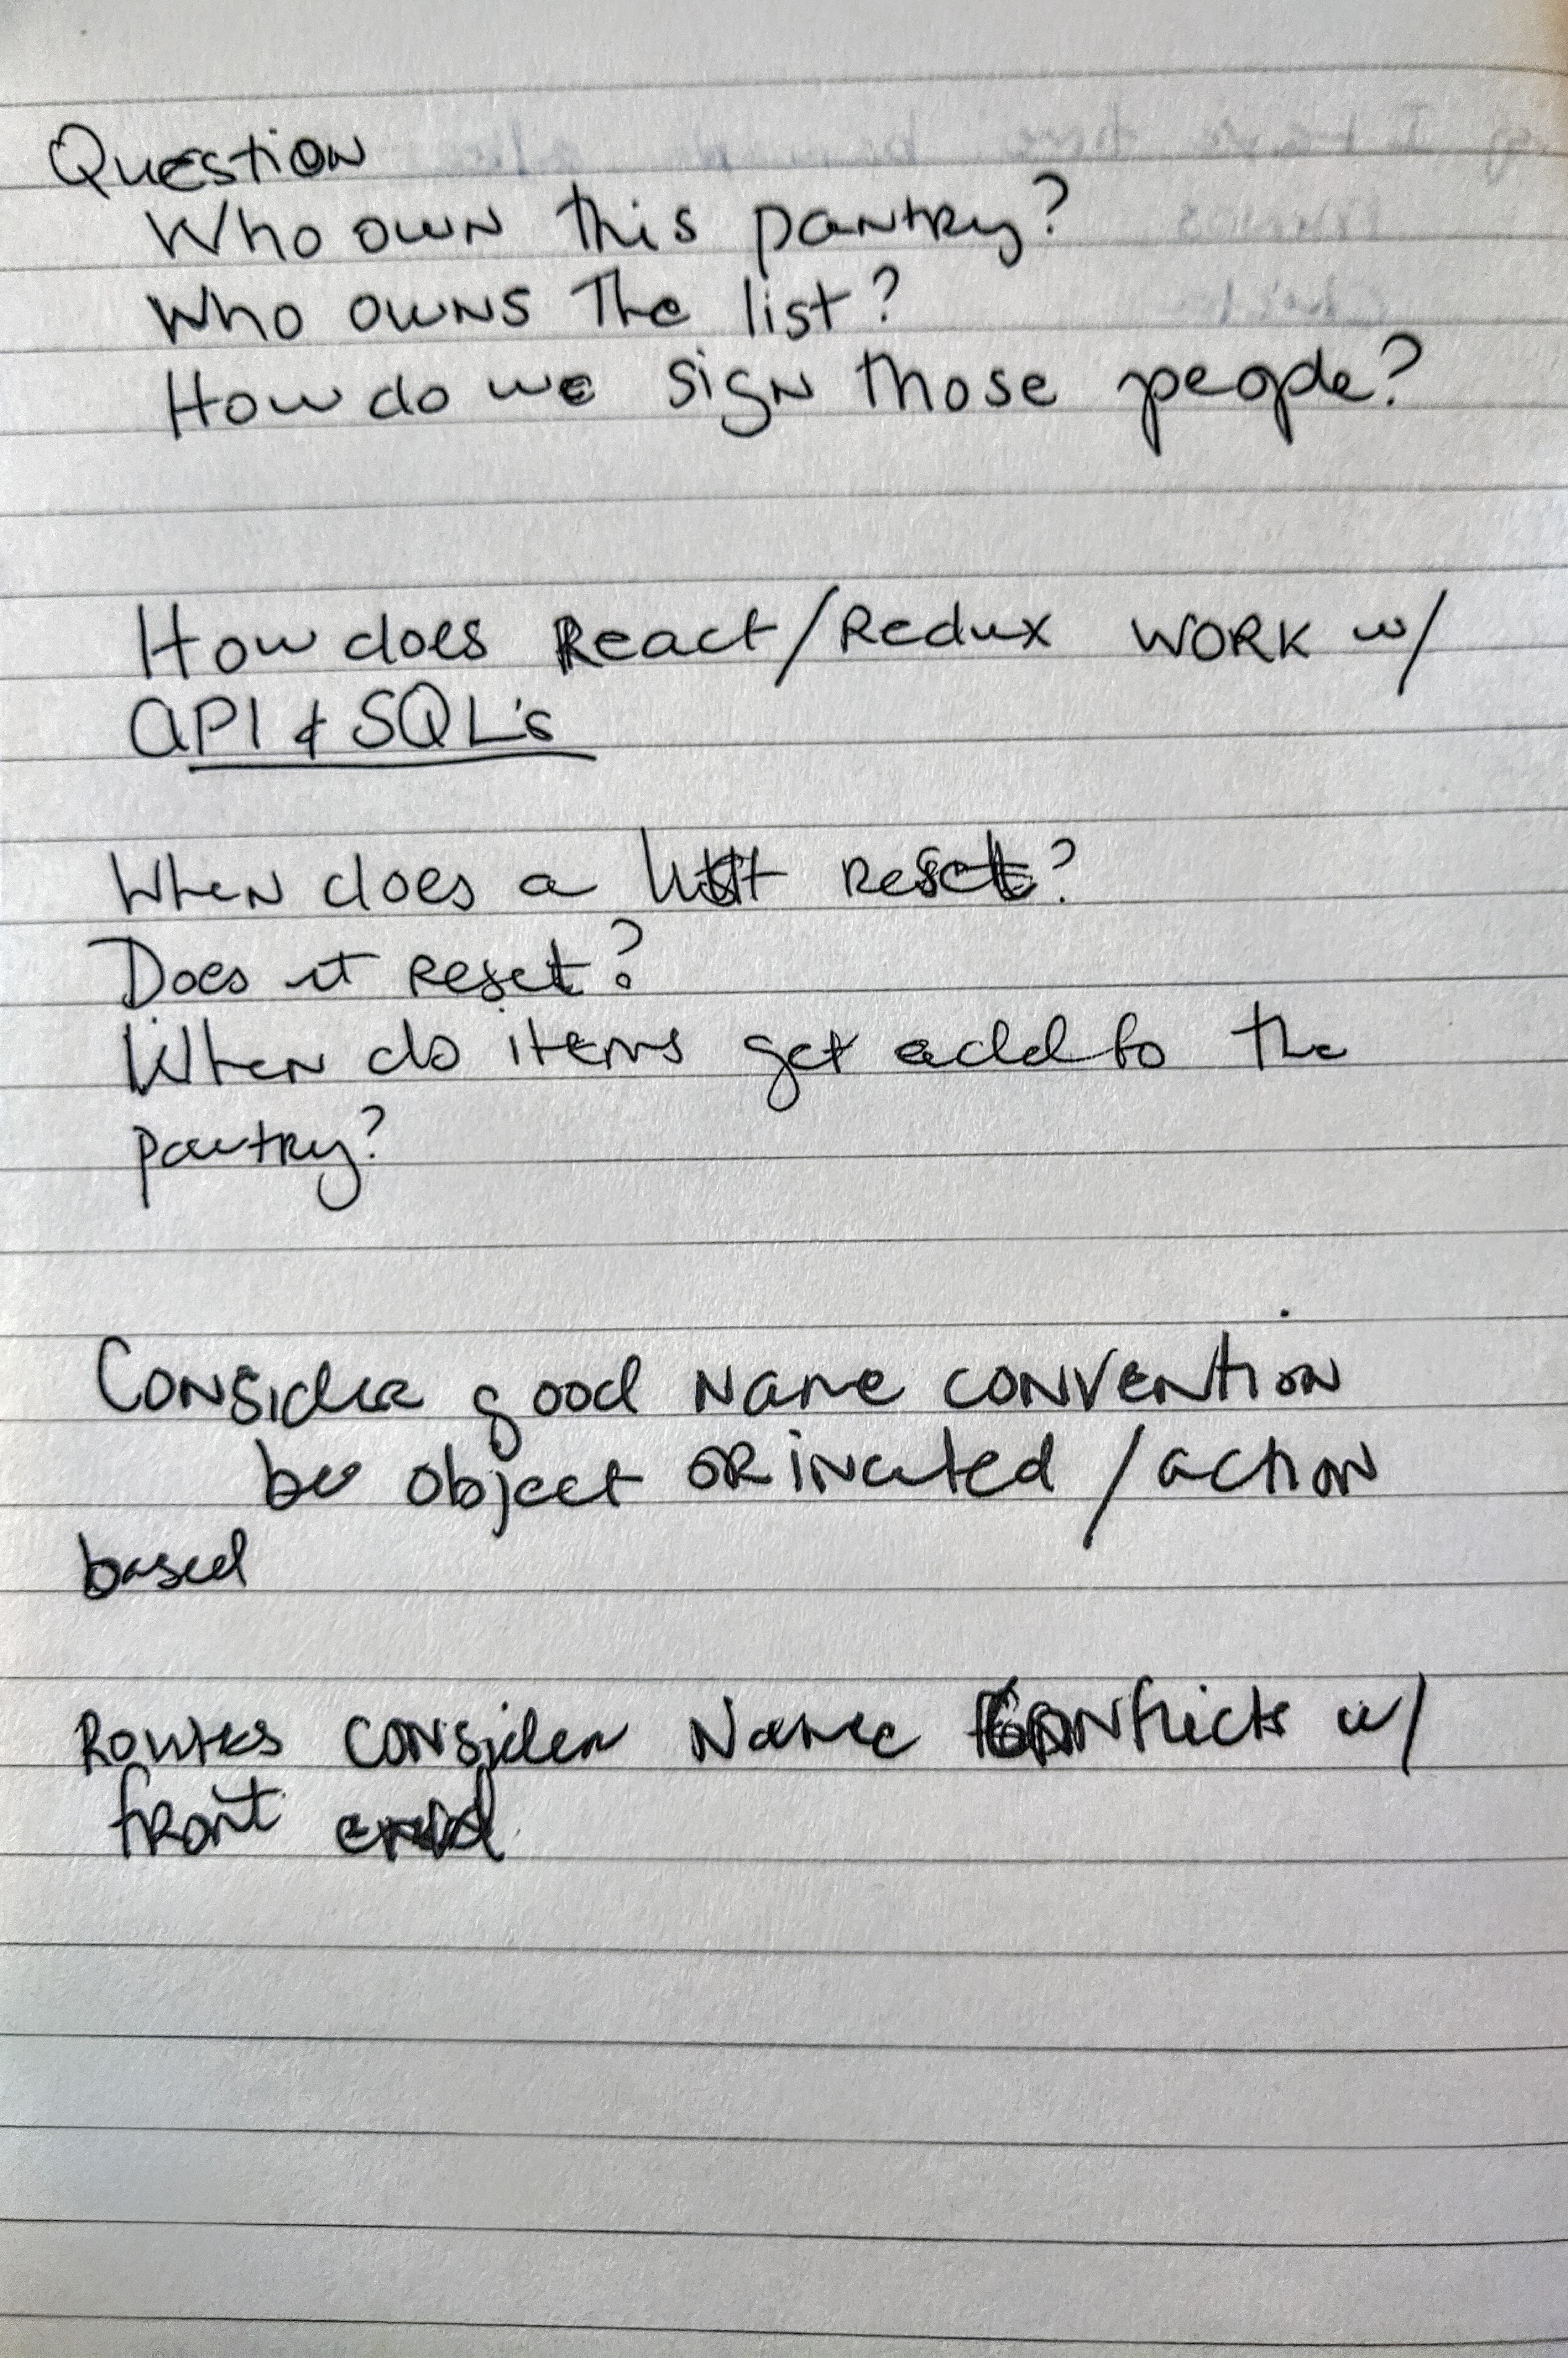 Question
Who own this pantry?
Who owns the list?
How do we sign those people?
How does React/Redux work w/
API & SQL's
When does a list reset?
Does it reset?
When do items get add to the
pantry?
Consider good name convention
be object orinated / action
based
Routes consider Name Conflicts w/
front end